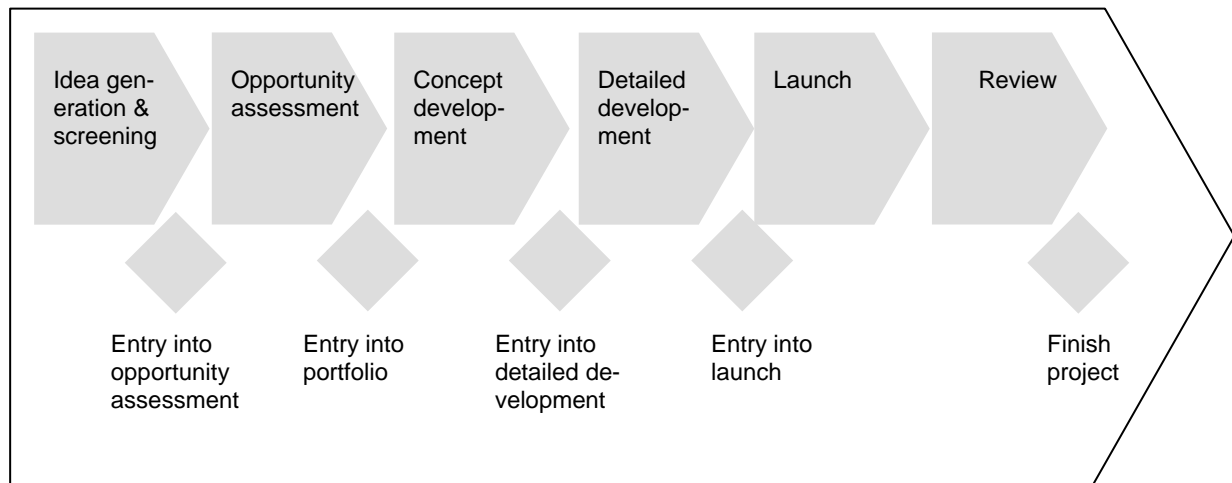 Idea gen-
eration &
screening
Opportunity
assessment
Concept
develop-
ment
Detailed
develop-
ment
Launch
Review
Entry into
opportunity
assessment
Entry into
portfolio
Entry into
detailed de-
velopment
Entry into
launch
Finish
project